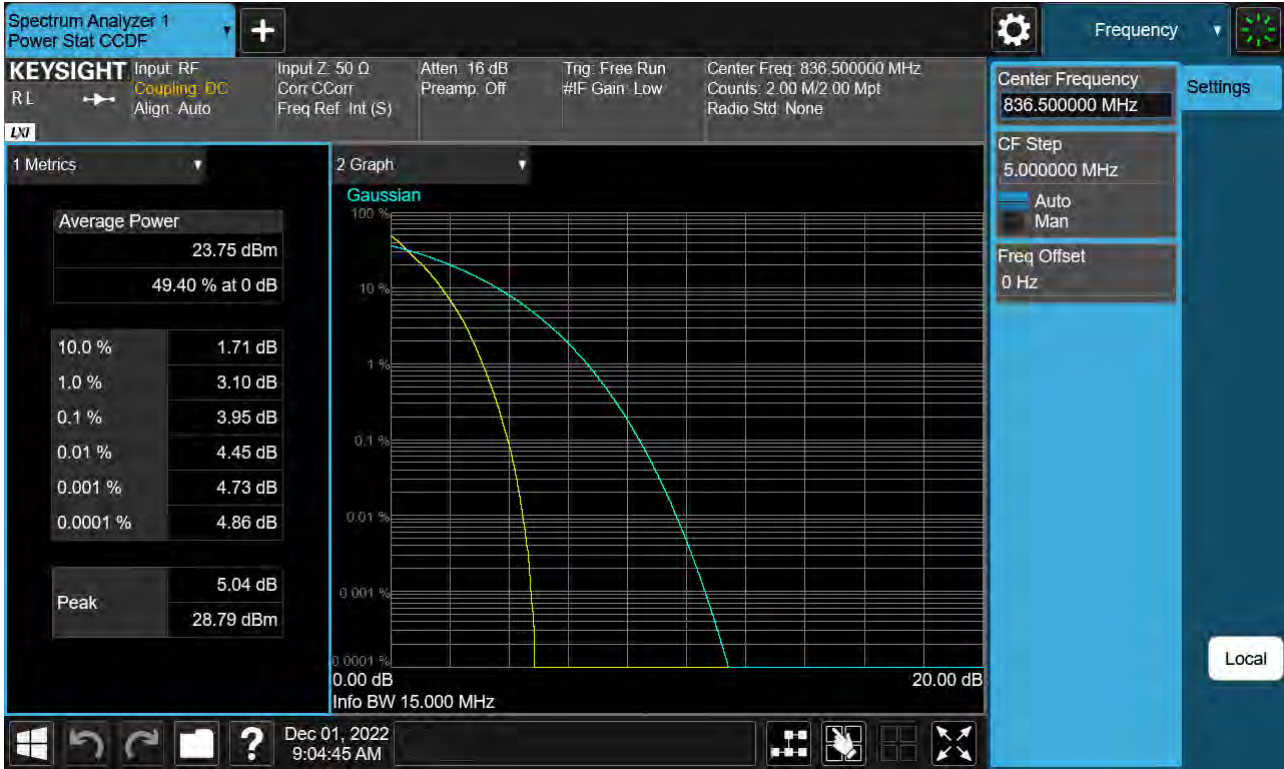 Spectrum Analyzer 1
Power Stat CCDF
Frequency
KEYSIGHT
R L
LXI
Input: RF
Coupling: DC
Align: Auto
Input Z: 50 Ω
Corr CCorr
Freq Ref: Int (S)
Atten: 16 dB
Preamp: Off
Trig: Free Run
#IF Gain: Low
Center Freq: 836.500000 MHz
Counts: 2.00 M/2.00 Mpt
Radio Std: None
Center Frequency
836.500000 MHz
Settings
CF Step
5.000000 MHz
Auto
Man
Freq Offset
0 Hz
1 Metrics
Average Power
23.75 dBm
49.40 % at 0 dB
10.0 % 1.71 dB
1.0 % 3.10 dB
0.1 % 3.95 dB
0.01 % 4.45 dB
0.001 % 4.73 dB
0.0001 % 4.86 dB
Peak
5.04 dB
28.79 dBm
2 Graph
Gaussian
100 %
10 %
1 %
0.1 %
0.01 %
0.001 %
0.0001 %
0.00 dB 20.00 dB
Info BW 15.000 MHz
Local
?
Dec 01, 2022
9:04:45 AM